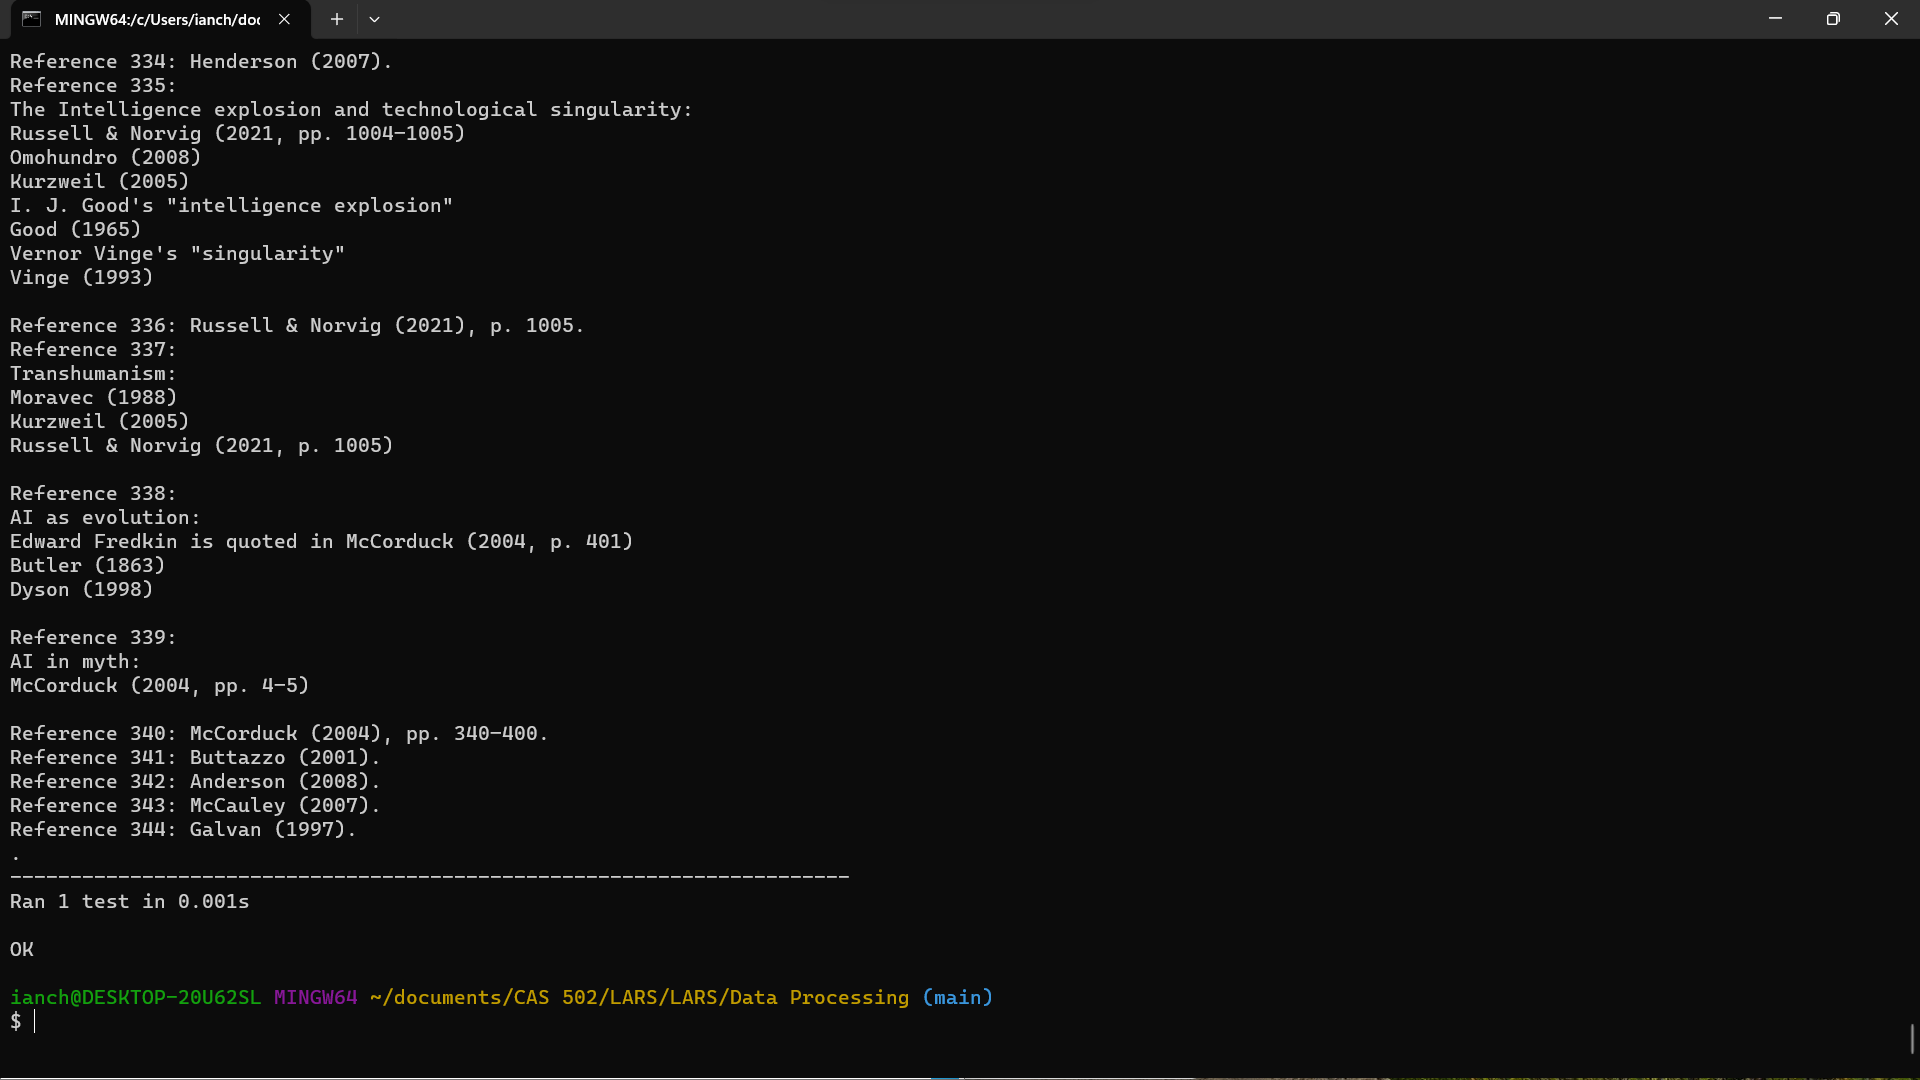 MINGW64:/c/Users/ianch/doc
Reference 334: Henderson (2007).
Reference 335:
The Intelligence explosion and technological singularity:
Russell & Norvig (2021, pp. 1004–1005)
Omohundro (2008)
Kurzweil (2005)
I. J. Good's "intelligence explosion"
Good (1965)
Vernor Vinge's "singularity"
Vinge (1993)
Reference 336: Russell & Norvig (2021), p. 1005.
Reference 337:
Transhumanism:
Moravec (1988)
Kurzweil (2005)
Russell & Norvig (2021, p. 1005)
Reference 338:
AI as evolution:
Edward Fredkin is quoted in McCorduck (2004, p. 401)
Butler (1863)
Dyson (1998)
Reference 339:
AI in myth:
McCorduck (2004, pp. 4–5)
Reference 340: McCorduck (2004), pp. 340–400.
Reference 341: Buttazzo (2001).
Reference 342: Anderson (2008).
Reference 343: McCauley (2007).
Reference 344: Galvan (1997).
.
----------------------------------------------------------------------
Ran 1 test in 0.001s
OK
ianch@DESKTOP-20U62SL MINGW64 ~/documents/CAS 502/LARS/LARS/Data Processing (main)
$